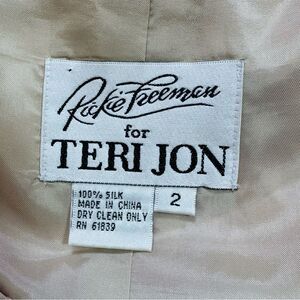 Rickie Freeman
for
TERI JON
100% SILK
MADE IN CHINA
DRY CLEAN ONLY
RN 61839
2